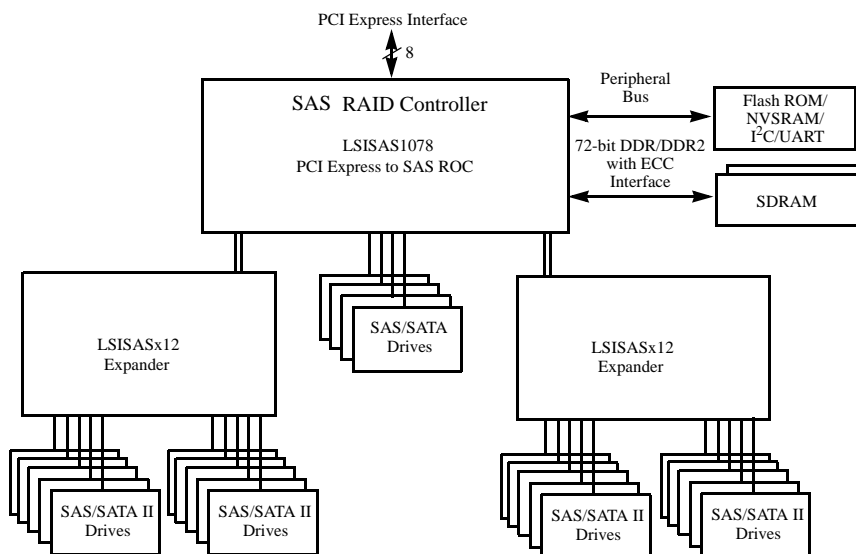 PCI Express Interface
8
SAS RAID Controller
LSISAS1078
PCI Express to SAS ROC
Peripheral
Bus
Flash ROM/
NVSRAM/
I²C/UART
72-bit DDR/DDR2
with ECC
Interface
SDRAM
LSISASx12
Expander
SAS/SATA
Drives
LSISASx12
Expander
SAS/SATA II
Drives
SAS/SATA II
Drives
SAS/SATA II
Drives
SAS/SATA II
Drives